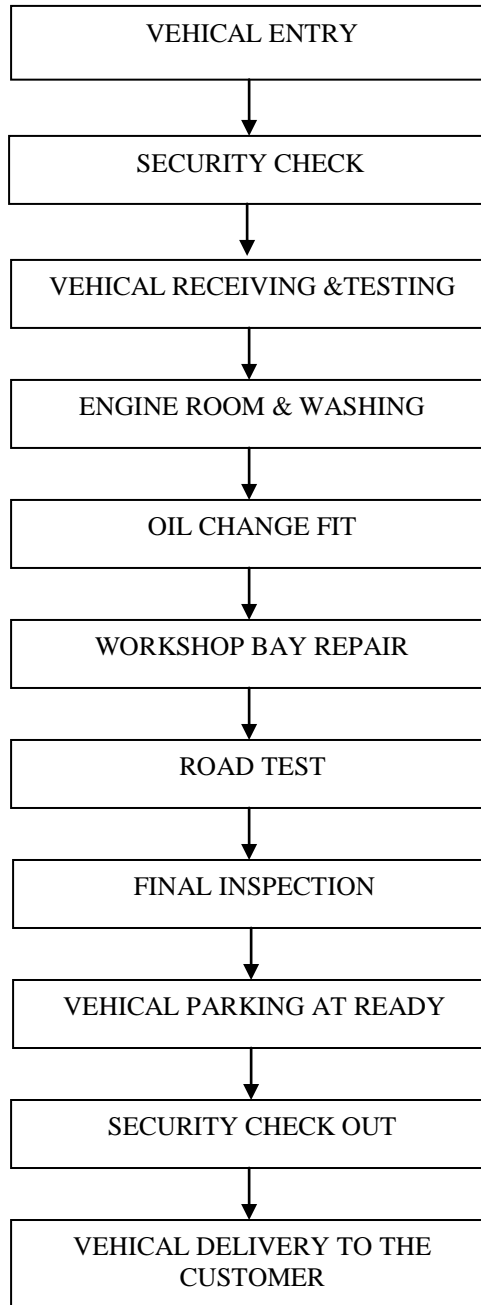 VEHICAL ENTRY
SECURITY CHECK
VEHICAL RECEIVING &TESTING
ENGINE ROOM & WASHING
OIL CHANGE FIT
WORKSHOP BAY REPAIR
ROAD TEST
FINAL INSPECTION
VEHICAL PARKING AT READY
SECURITY CHECK OUT
VEHICAL DELIVERY TO THE
CUSTOMER